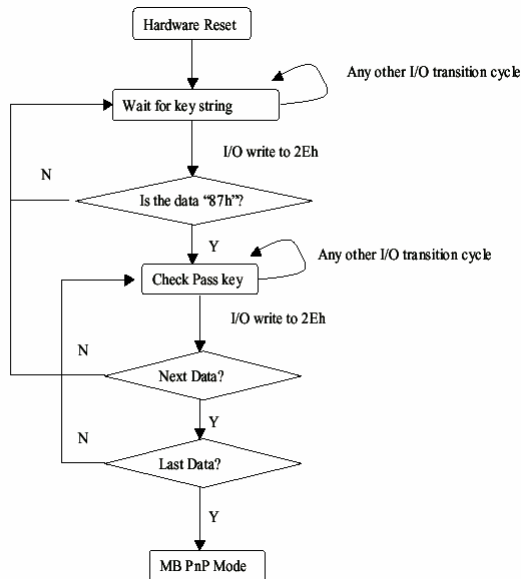 Hardware Reset
Any other I/O transition cycle
Wait for key string
I/O write to 2Eh
N
Is the data “87h”?
Y
Any other I/O transition cycle
Check Pass key
I/O write to 2Eh
N
Next Data?
Y
N
Last Data?
Y
MB PnP Mode